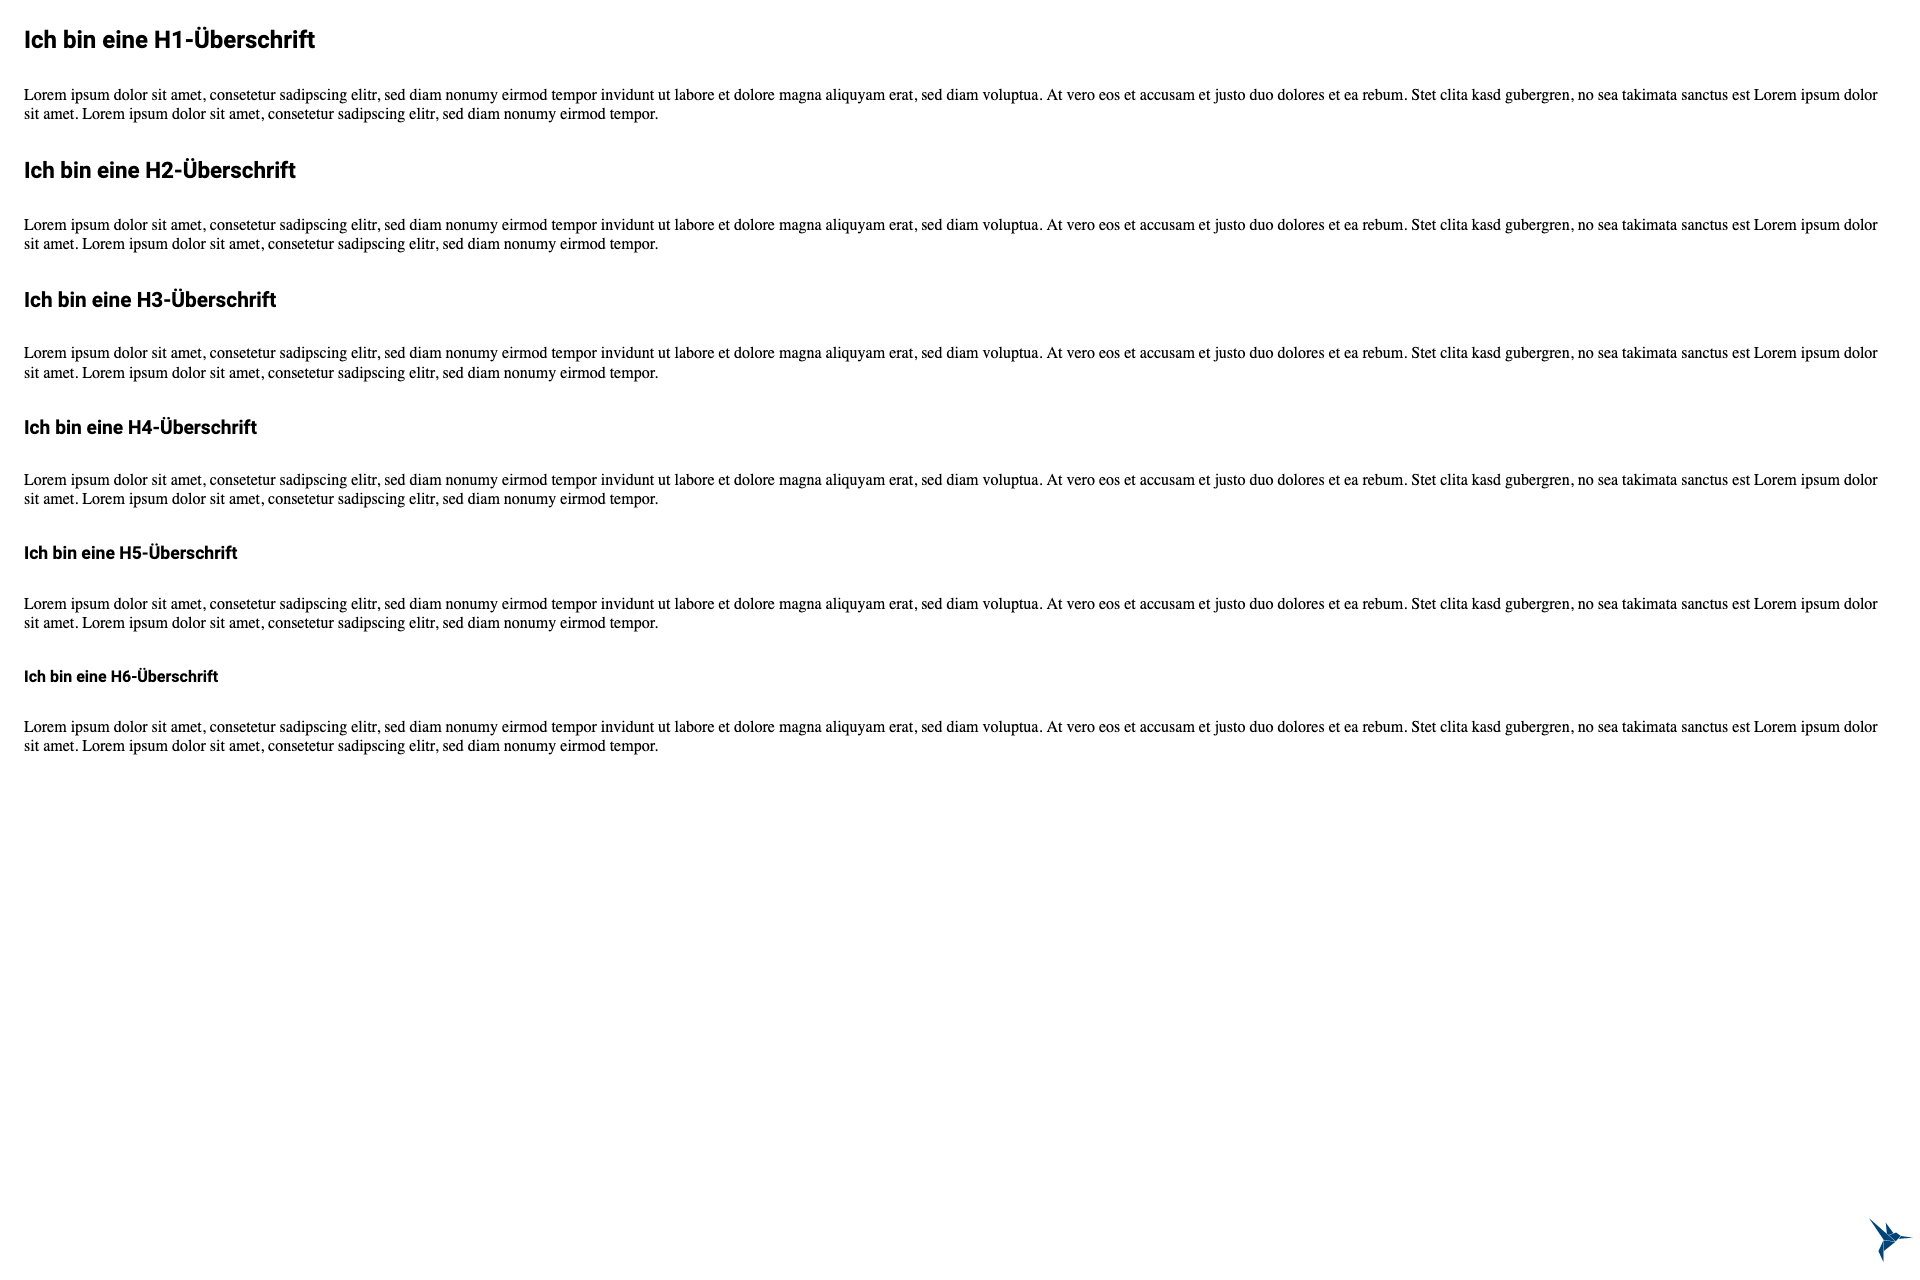 Ich bin eine H1-Überschrift
Lorem ipsum dolor sit amet, consetetur sadipscing elitr, sed diam nonumy eirmod tempor invidunt ut labore et dolore magna aliquyam erat, sed diam voluptua. At vero eos et accusam et justo duo dolores et ea rebum. Stet clita kasd gubergren, no sea takimata sanctus est Lorem ipsum dolor
sit amet. Lorem ipsum dolor sit amet, consetetur sadipscing elitr, sed diam nonumy eirmod tempor.
Ich bin eine H2-Überschrift
Lorem ipsum dolor sit amet, consetetur sadipscing elitr, sed diam nonumy eirmod tempor invidunt ut labore et dolore magna aliquyam erat, sed diam voluptua. At vero eos et accusam et justo duo dolores et ea rebum. Stet clita kasd gubergren, no sea takimata sanctus est Lorem ipsum dolor
sit amet. Lorem ipsum dolor sit amet, consetetur sadipscing elitr, sed diam nonumy eirmod tempor.
Ich bin eine H3-Überschrift
Lorem ipsum dolor sit amet, consetetur sadipscing elitr, sed diam nonumy eirmod tempor invidunt ut labore et dolore magna aliquyam erat, sed diam voluptua. At vero eos et accusam et justo duo dolores et ea rebum. Stet clita kasd gubergren, no sea takimata sanctus est Lorem ipsum dolor
sit amet. Lorem ipsum dolor sit amet, consetetur sadipscing elitr, sed diam nonumy eirmod tempor.
Ich bin eine H4-Überschrift
Lorem ipsum dolor sit amet, consetetur sadipscing elitr, sed diam nonumy eirmod tempor invidunt ut labore et dolore magna aliquyam erat, sed diam voluptua. At vero eos et accusam et justo duo dolores et ea rebum. Stet clita kasd gubergren, no sea takimata sanctus est Lorem ipsum dolor
sit amet. Lorem ipsum dolor sit amet, consetetur sadipscing elitr, sed diam nonumy eirmod tempor.
Ich bin eine H5-Überschrift
Lorem ipsum dolor sit amet, consetetur sadipscing elitr, sed diam nonumy eirmod tempor invidunt ut labore et dolore magna aliquyam erat, sed diam voluptua. At vero eos et accusam et justo duo dolores et ea rebum. Stet clita kasd gubergren, no sea takimata sanctus est Lorem ipsum dolor
sit amet. Lorem ipsum dolor sit amet, consetetur sadipscing elitr, sed diam nonumy eirmod tempor.
Ich bin eine H6-Überschrift
Lorem ipsum dolor sit amet, consetetur sadipscing elitr, sed diam nonumy eirmod tempor invidunt ut labore et dolore magna aliquyam erat, sed diam voluptua. At vero eos et accusam et justo duo dolores et ea rebum. Stet clita kasd gubergren, no sea takimata sanctus est Lorem ipsum dolor
sit amet. Lorem ipsum dolor sit amet, consetetur sadipscing elitr, sed diam nonumy eirmod tempor.